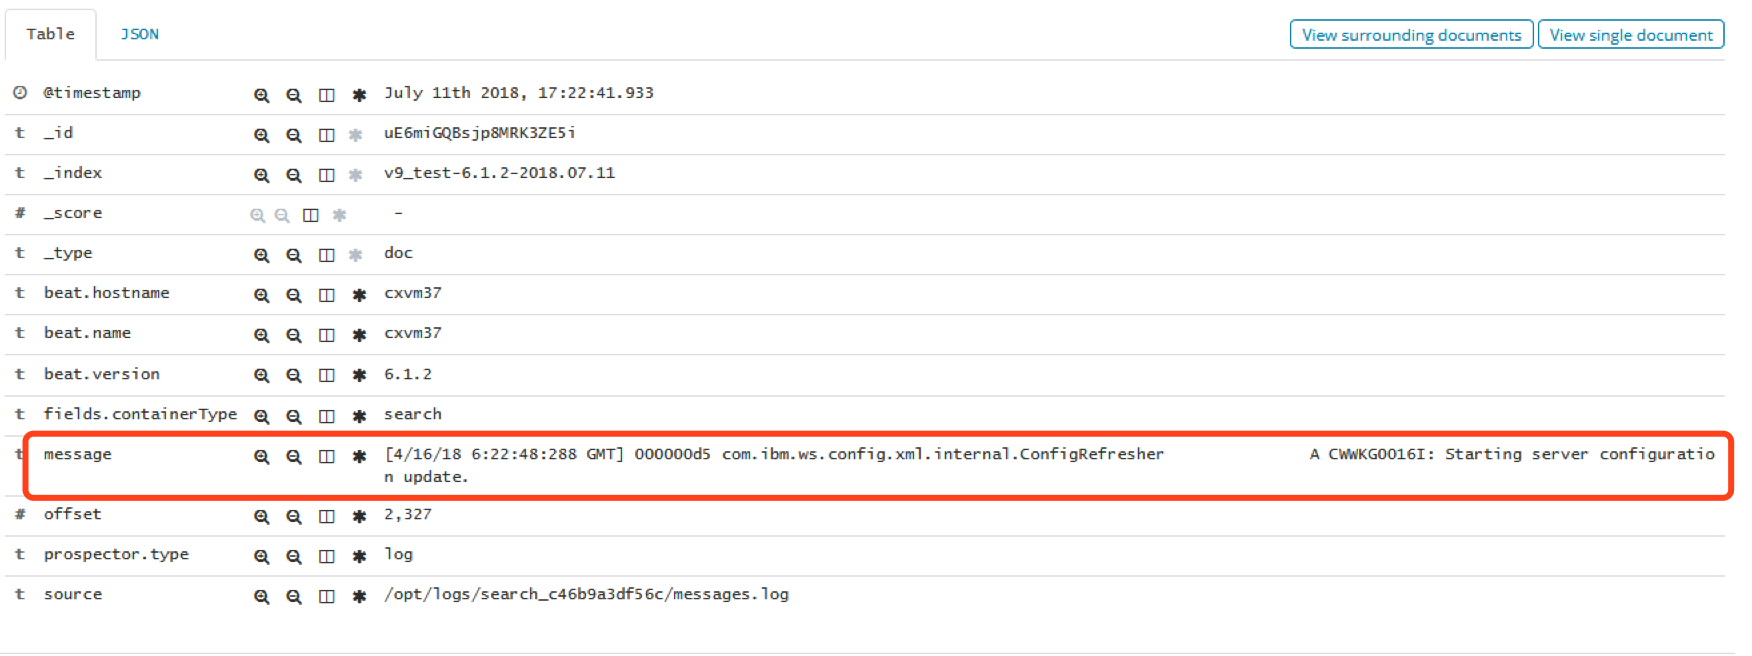 Table JSON View surrounding documents View single document
@timestamp July 11th 2018, 17:22:41.933
t _id uE6miGQBsjp8MRK3ZE5i
t _index v9_test-6.1.2-2018.07.11
# _score -
t _type doc
t beat.hostname cxvm37
t beat.name cxvm37
t beat.version 6.1.2
t fields.containerType search
t message [4/16/18 6:22:48:288 GMT] 000000d5 com.ibm.ws.config.xml.internal.ConfigRefresher A CWWKG0016I: Starting server configuratio
n update.
# offset 2,327
t prospector.type log
t source /opt/logs/search_c46b9a3df56c/messages.log